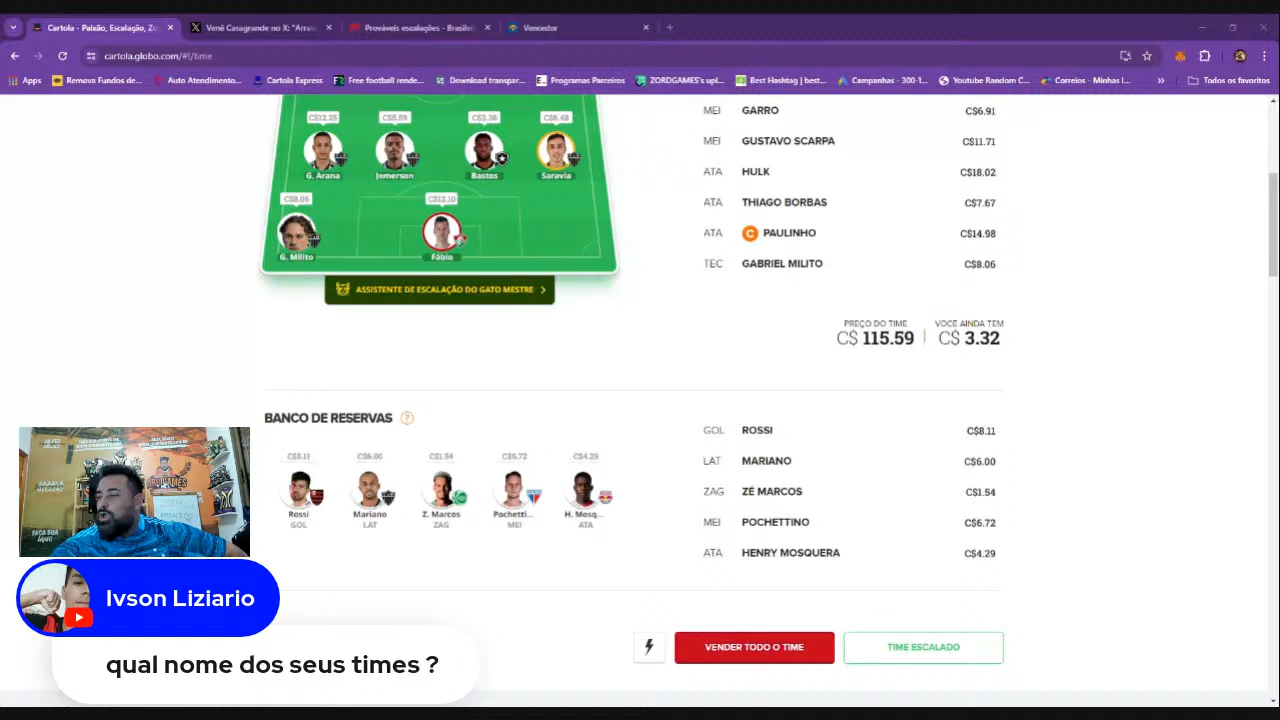 Cartola - Paixão, Escalação, Z
Venê Casagrande no X: "Arras
Prováveis escalações - Brasilei
Vencedor
cartola.globo.com/#!/time
Apps
Remova Fundos de...
Auto Atendimento...
Cartola Express
Free football rende...
Download transpar...
Programas Parceiros
ZORDGAMES's upl...
Best Hashtag | best...
Campanhas - 300-1...
Youtube Random C...
Correios - Minhas I...
Todos os favoritos
C$12.25
C$5.59
C$2.38
C$6.48
G. Arana
Jemerson
Bastos
Saravia
C$8.06
C$12.10
G. Milito
Fábio
ASSISTENTE DE ESCALAÇÃO DO GATO MESTRE
MEI GARRO C$6.91
MEI GUSTAVO SCARPA C$11.71
ATA HULK C$18.02
ATA THIAGO BORBAS C$7.67
ATA C PAULINHO C$14.98
TEC GABRIEL MILITO C$8.06
PREÇO DO TIME
C$ 115.59
VOCÊ AINDA TEM
C$ 3.32
BANCO DE RESERVAS ?
C$8.11
C$6.00
C$1.54
C$6.72
C$4.29
Rossi
Mariano
Z. Marcos
Pochetti...
H. Mosq...
GOL
LAT
ZAG
MEI
ATA
GOL ROSSI C$8.11
LAT MARIANO C$6.00
ZAG ZÉ MARCOS C$1.54
MEI POCHETTINO C$6.72
ATA HENRY MOSQUERA C$4.29
VENDER TODO O TIME
TIME ESCALADO
Ivson Liziario
qual nome dos seus times ?